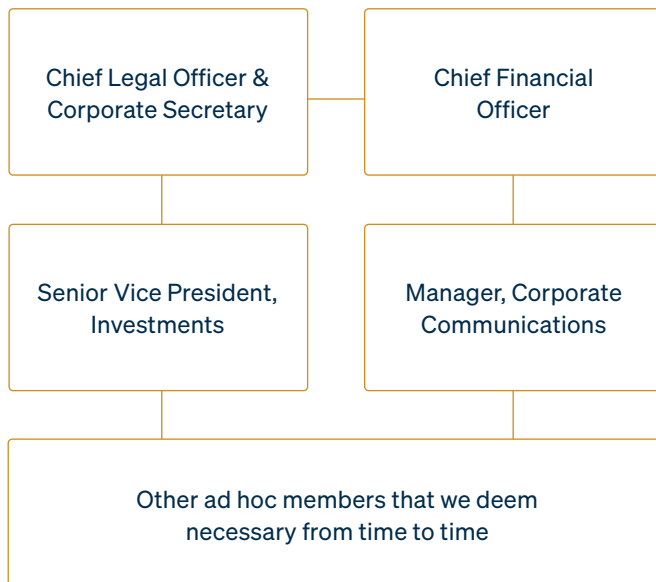 Chief Legal Officer &
Corporate Secretary
Chief Financial
Officer
Senior Vice President,
Investments
Manager, Corporate
Communications
Other ad hoc members that we deem
necessary from time to time